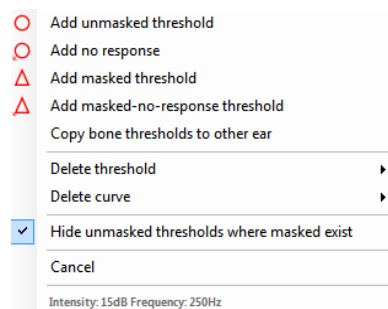 Add unmasked threshold
Add no response
Add masked threshold
Add masked-no-response threshold
Copy bone thresholds to other ear
Delete threshold
Delete curve
Hide unmasked thresholds where masked exist
Cancel
Intensity: 15dB Frequency: 250Hz